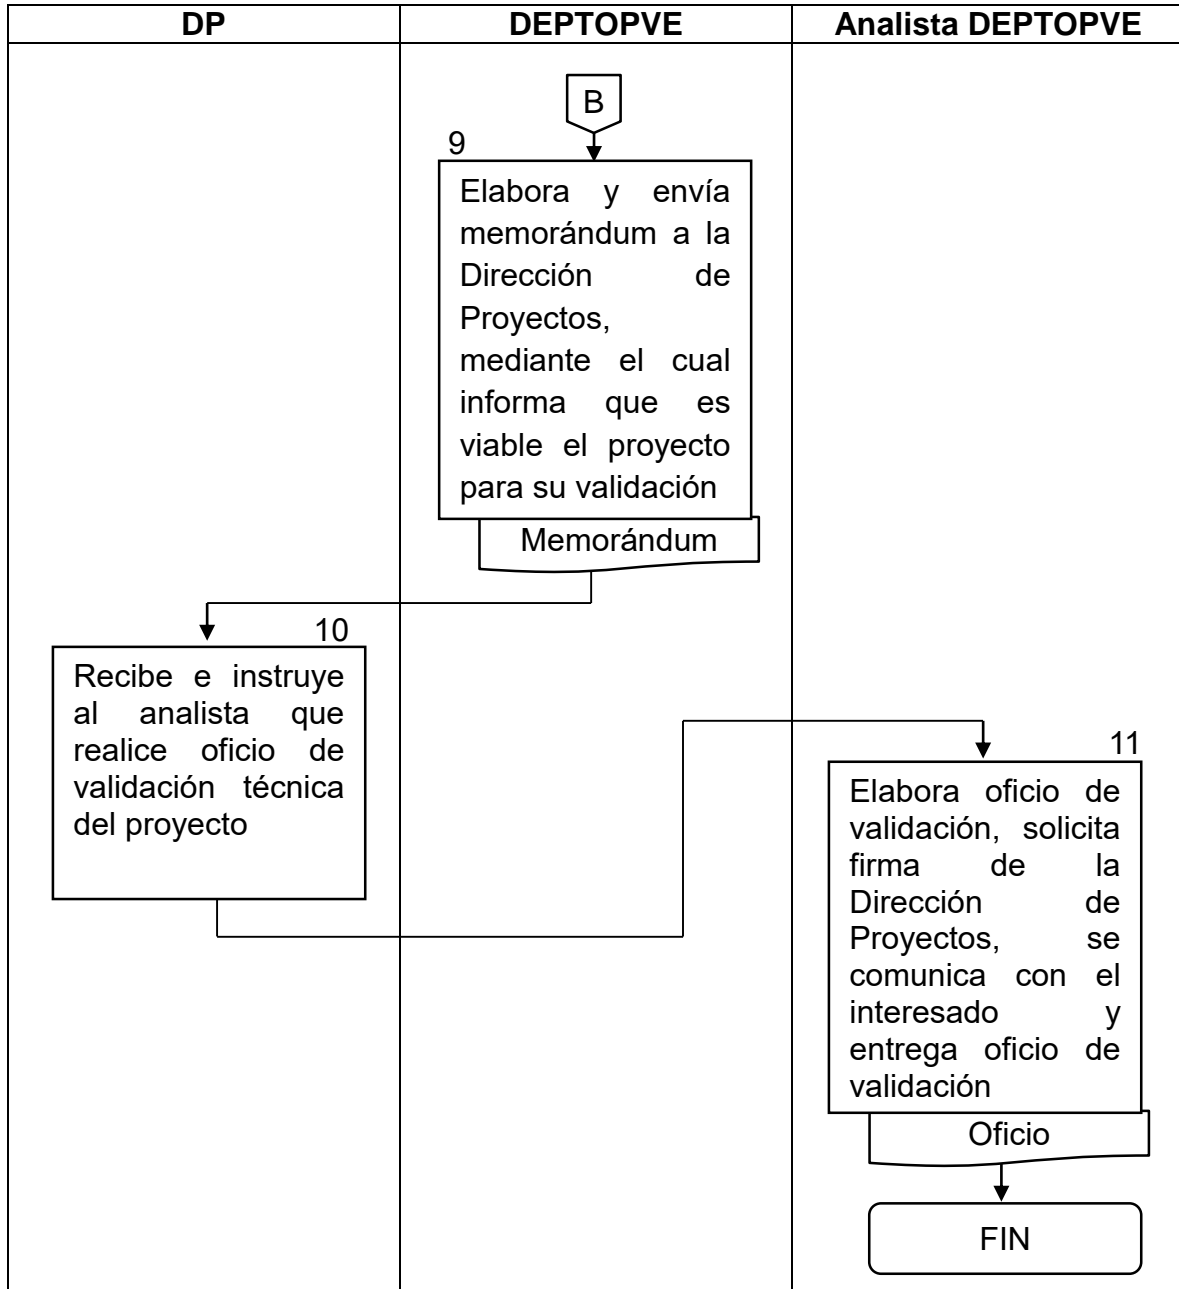 DP
DEPTOPVE
Analista DEPTOPVE
B
9
Elabora y envía
memorándum a la
Dirección de
Proyectos,
mediante el cual
informa que es
viable el proyecto
para su validación
Memorándum
10
Recibe e instruye
al analista que
realice oficio de
validación técnica
del proyecto
11
Elabora oficio de
validación, solicita
firma de la
Dirección de
Proyectos, se
comunica con el
interesado y
entrega oficio de
validación
Oficio
FIN